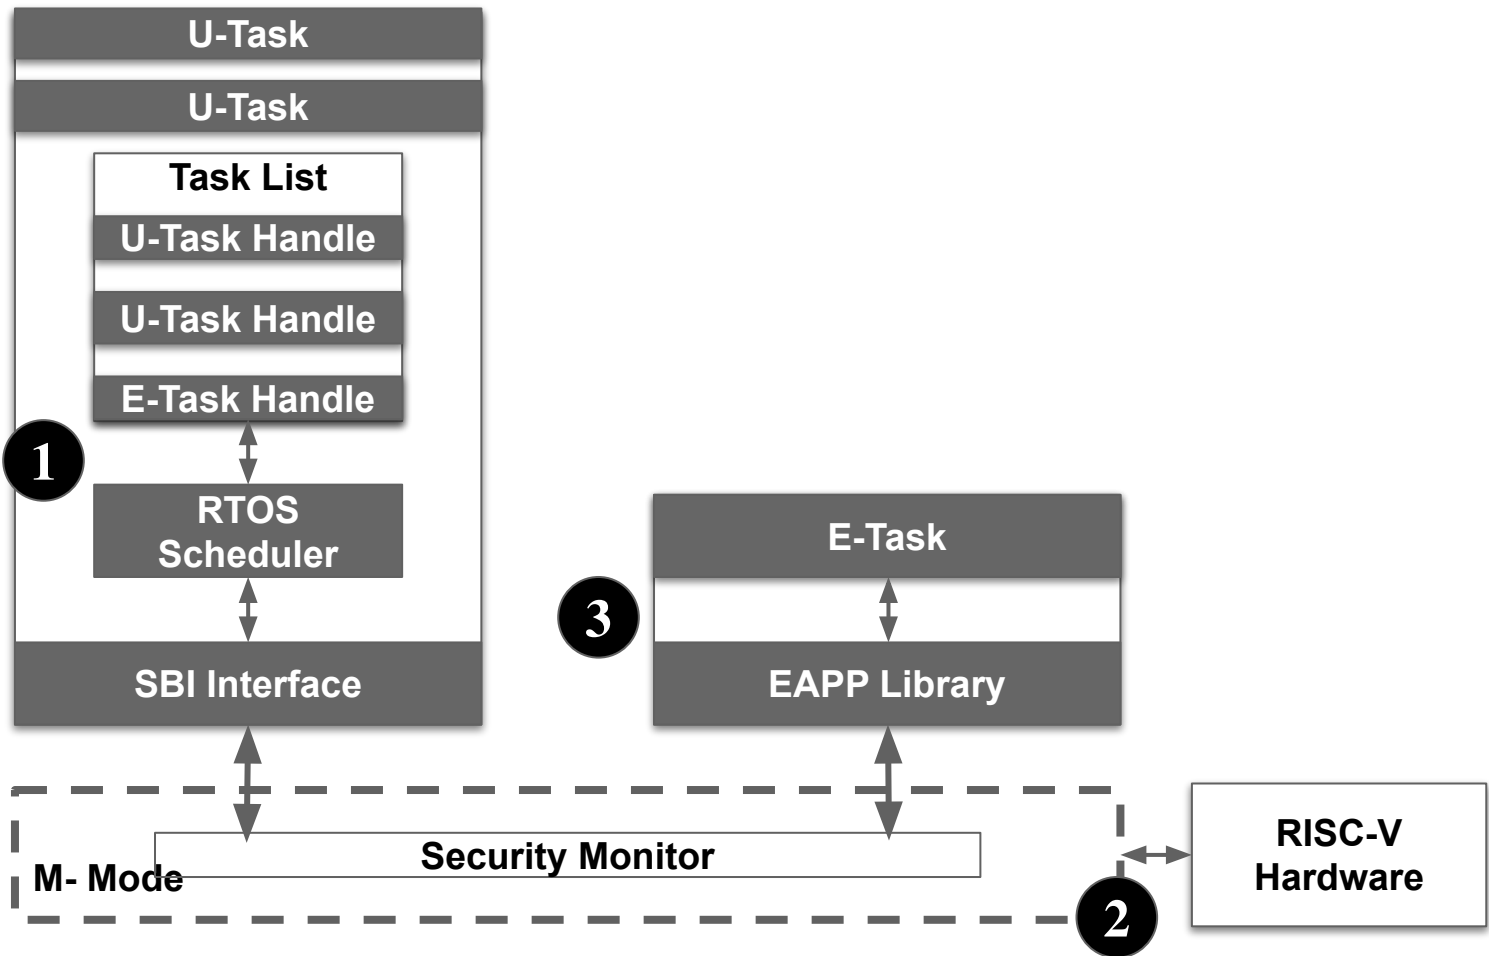 U-Task
U-Task
Task List
U-Task Handle
U-Task Handle
E-Task Handle
1
RTOS
Scheduler
SBI Interface
E-Task
3
EAPP Library
Security Monitor
M- Mode
2
RISC-V
Hardware